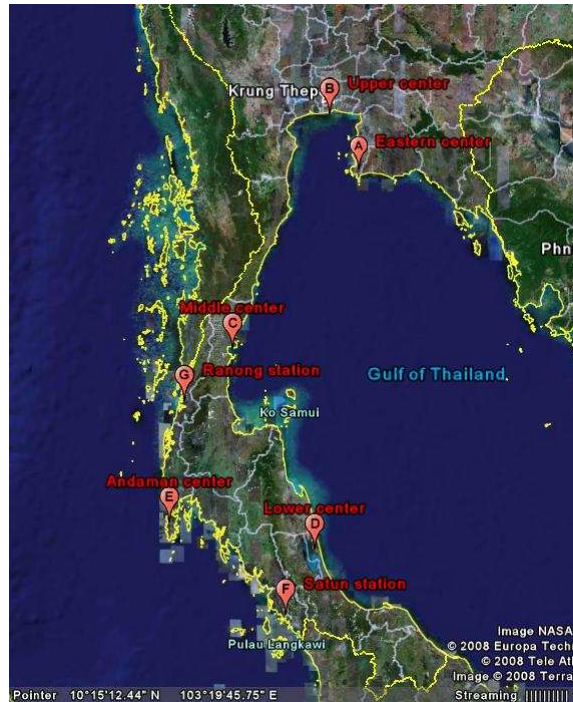 B
Upper center
Krung Thep
A
Eastern center
Phn
Middle center
C
G
Ranong station
Gulf of Thailand
Ko Samui
Andaman center
E
Lower center
D
Satun station
F
Pulau Langkawi
Image NASA
© 2008 Europa Techn
© 2008 Tele Atl
Image © 2008 Terra
Pointer 10°15'12.44" N 103°19'45.75" E Streaming